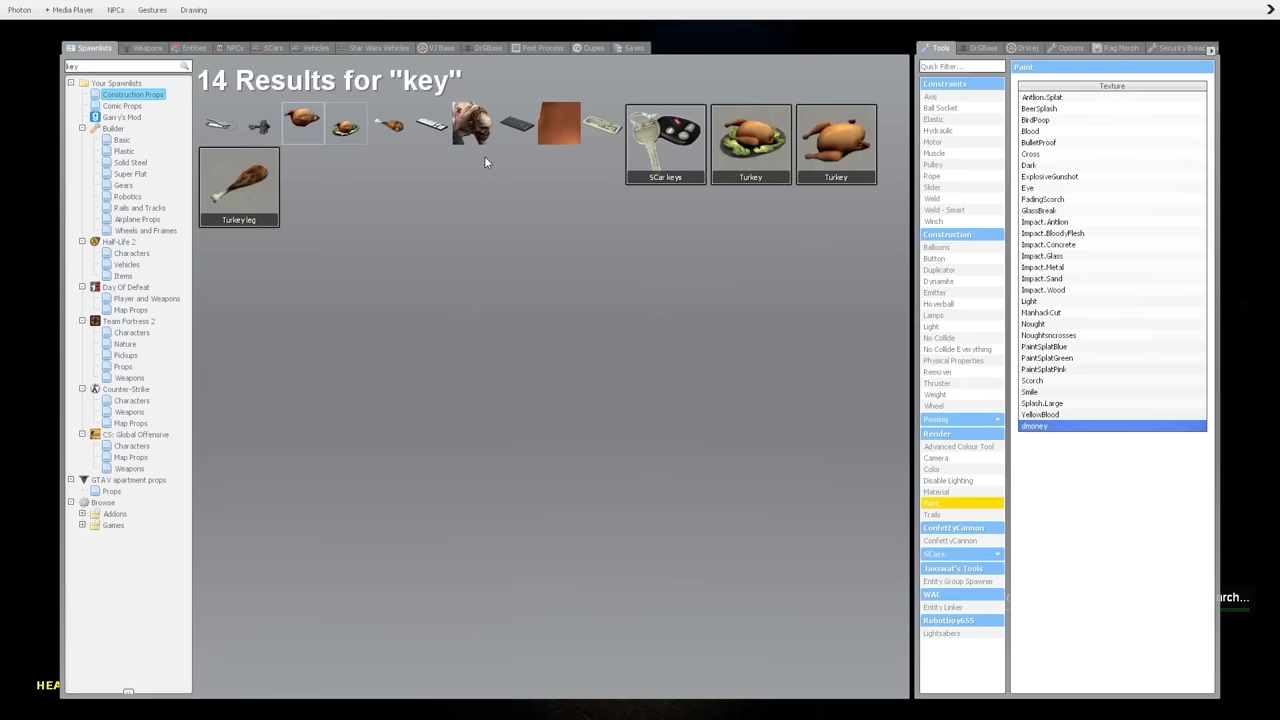 Photon
Media Player
NPCs
Gestures
Drawing
Spawnlists
Weapons
Entities
NPCs
SCars
Vehicles
Star Wars Vehicles
VJ Base
DrGBase
Post Process
Dupes
Saves
key
Your Spawnlists
Construction Props
Comic Props
Garry's Mod
Builder
Basic
Plastic
Solid Steel
Super Flat
Gears
Robotics
Rails and Tracks
Airplane Props
Wheels and Frames
Half-Life 2
Characters
Vehicles
Items
Day Of Defeat
Player and Weapons
Map Props
Team Fortress 2
Characters
Nature
Pickups
Props
Weapons
Counter-Strike
Characters
Weapons
Map Props
CS: Global Offensive
Characters
Map Props
Weapons
GTA V apartment props
Props
Browse
Addons
Games
14 Results for "key"
SCar keys
Turkey
Turkey
Turkey leg
Tools
DrGBase
DrVrej
Options
Rag Morph
Security Breac
Quick Filter...
Constraints
Axis
Ball Socket
Elastic
Hydraulic
Motor
Muscle
Pulley
Rope
Slider
Weld
Weld - Smart
Winch
Construction
Balloons
Button
Duplicator
Dynamite
Emitter
Hoverball
Lamps
Light
No Collide
No Collide Everything
Physical Properties
Remover
Thruster
Weight
Wheel
Posing
Render
Advanced Colour Tool
Camera
Color
Disable Lighting
Material
Paint
Trails
ConfettyCannon
ConfettyCannon
SCars
Jaxswat's Tools
Entity Group Spawner
WAC
Entity Linker
Robotboy655
Lightsabers
Paint
Texture
Antlion.Splat
BeerSplash
BirdPoop
Blood
BulletProof
Cross
Dark
ExplosiveGunshot
Eye
FadingScorch
GlassBreak
Impact.Antlion
Impact.BloodyFlesh
Impact.Concrete
Impact.Glass
Impact.Metal
Impact.Sand
Impact.Wood
Light
ManhackCut
Nought
Noughtsncrosses
PaintSplatBlue
PaintSplatGreen
PaintSplatPink
Scorch
Smile
Splash.Large
YellowBlood
dmoney
urch...
HEA